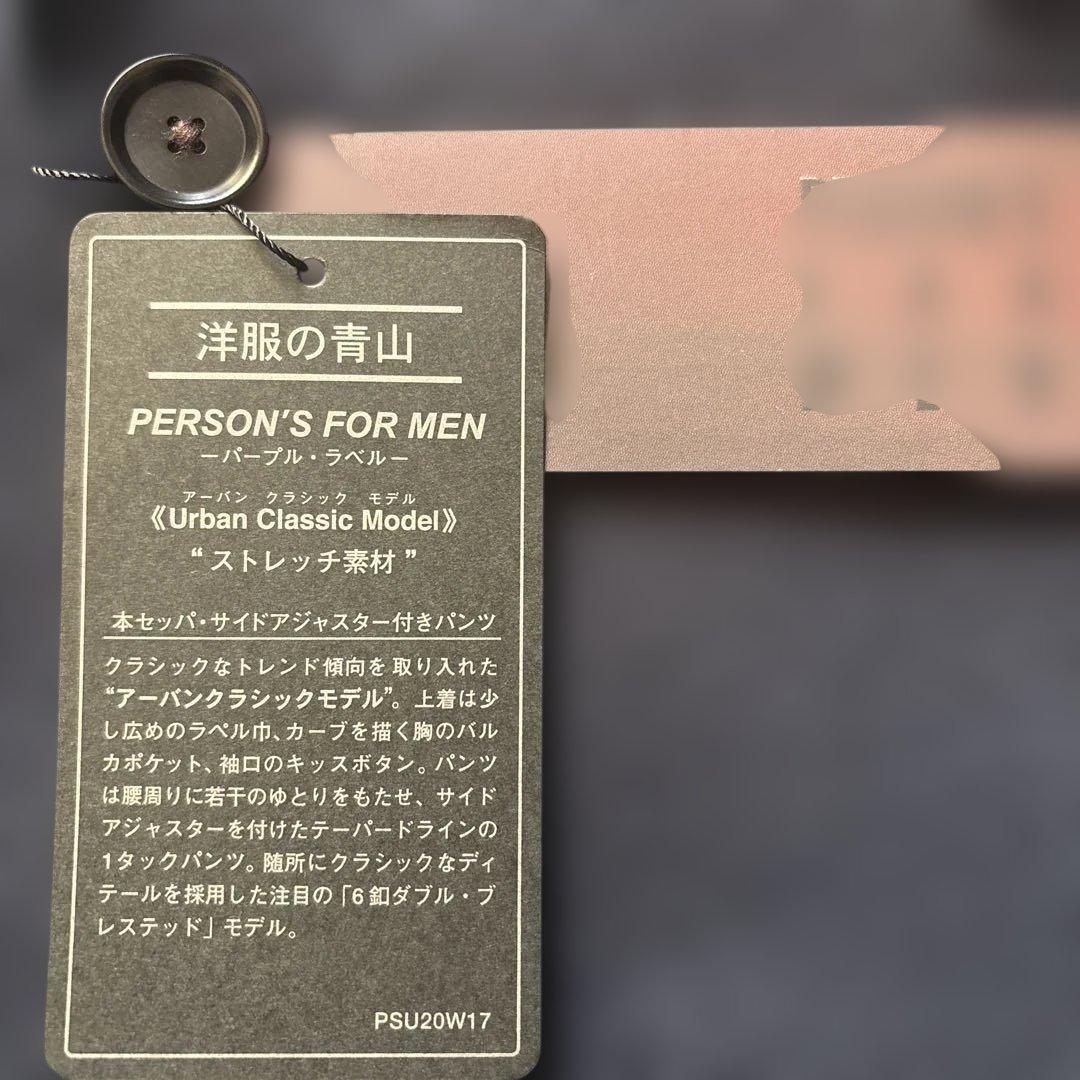 洋服の青山
PERSON'S FOR MEN
－パープル・ラベル－
アーバン クラシック モデル
《Urban Classic Model》
“ ストレッチ素材 ”
本セッパ・サイドアジャスター付きパンツ
クラシックなトレンド傾向を取り入れた
“アーバンクラシックモデル”。上着は少
し広めのラペル巾、カーブを描く胸のバル
カポケット、袖口のキッスボタン。パンツ
は腰周りに若干のゆとりをもたせ、サイド
アジャスターを付けたテーパードラインの
1タックパンツ。随所にクラシックなディ
テールを採用した注目の「6釦ダブル・ブ
レステッド」モデル。
PSU20W17